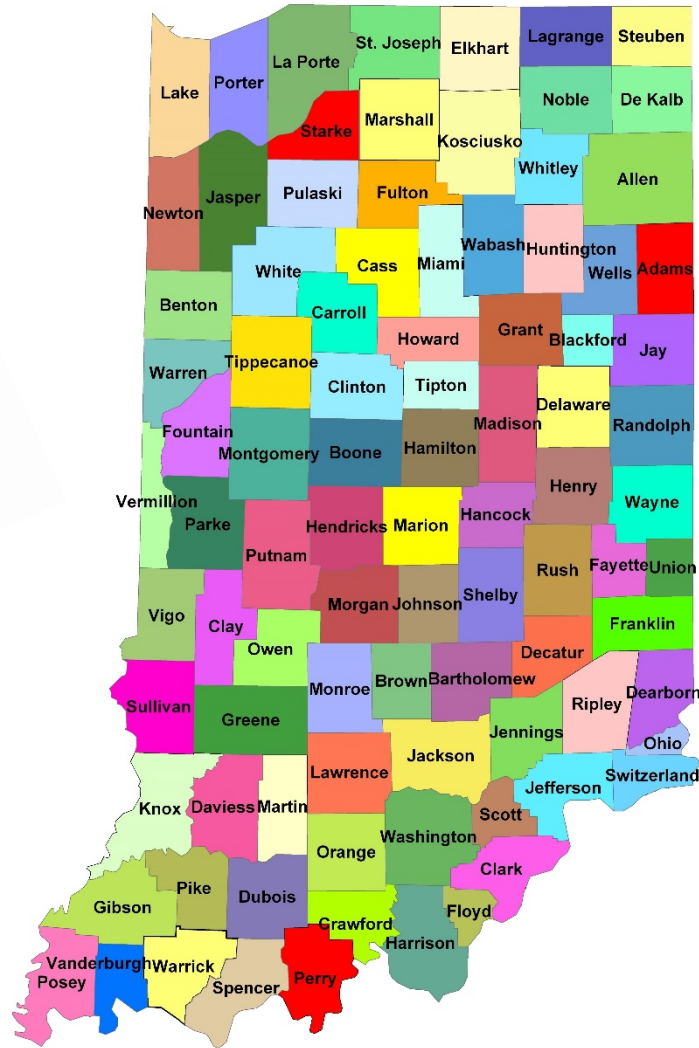 St. Joseph
Elkhart
Lagrange
Steuben
La Porte
Porter
Lake
Noble
De Kalb
Starke
Marshall
Kosciusko
Whitley
Allen
Newton
Jasper
Pulaski
Fulton
White
Cass
Miami
Wabash
Huntington
Wells
Adams
Benton
Carroll
Howard
Grant
Blackford
Jay
Warren
Tippecanoe
Clinton
Tipton
Madison
Delaware
Randolph
Fountain
Montgomery
Boone
Hamilton
Henry
Wayne
Vermillion
Parke
Putnam
Hendricks
Marion
Hancock
Rush
Fayette
Union
Vigo
Clay
Owen
Morgan
Johnson
Shelby
Franklin
Decatur
Sullivan
Greene
Monroe
Brown
Bartholomew
Jennings
Ripley
Dearborn
Ohio
Lawrence
Jackson
Jefferson
Switzerland
Knox
Daviess
Martin
Orange
Washington
Scott
Clark
Gibson
Pike
Dubois
Crawford
Harrison
Floyd
Posey
Vanderburgh
Warrick
Spencer
Perry